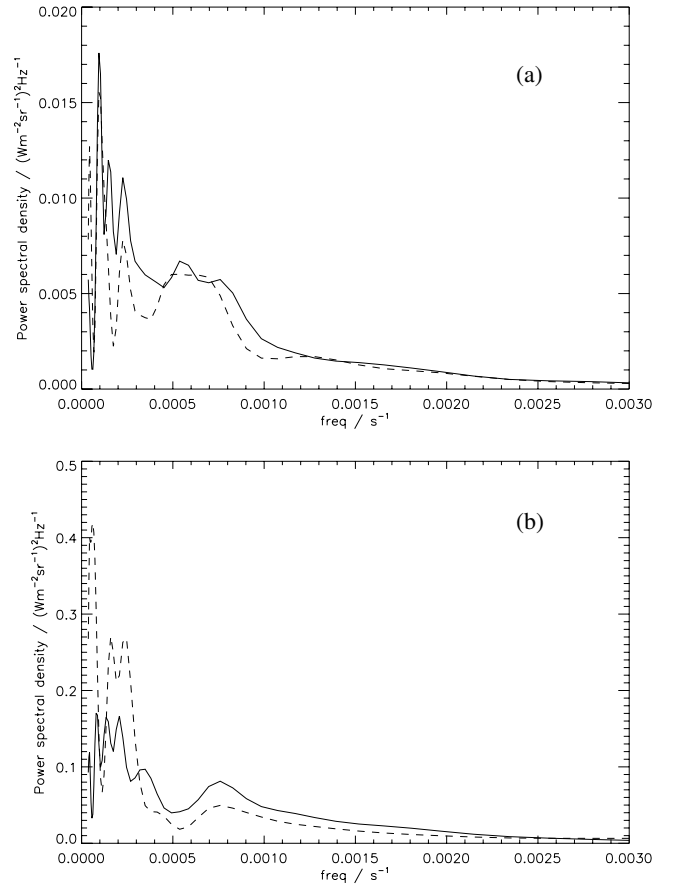 0.020
(a)
0.015
0.010
0.005
0.000
Power spectral density / (Wm⁻²sr⁻¹)²Hz⁻¹
0.0000 0.0005 0.0010 0.0015 0.0020 0.0025 0.0030
freq / s⁻¹
0.5
(b)
0.4
0.3
0.2
0.1
0.0
Power spectral density / (Wm⁻²sr⁻¹)²Hz⁻¹
0.0000 0.0005 0.0010 0.0015 0.0020 0.0025 0.0030
freq / s⁻¹